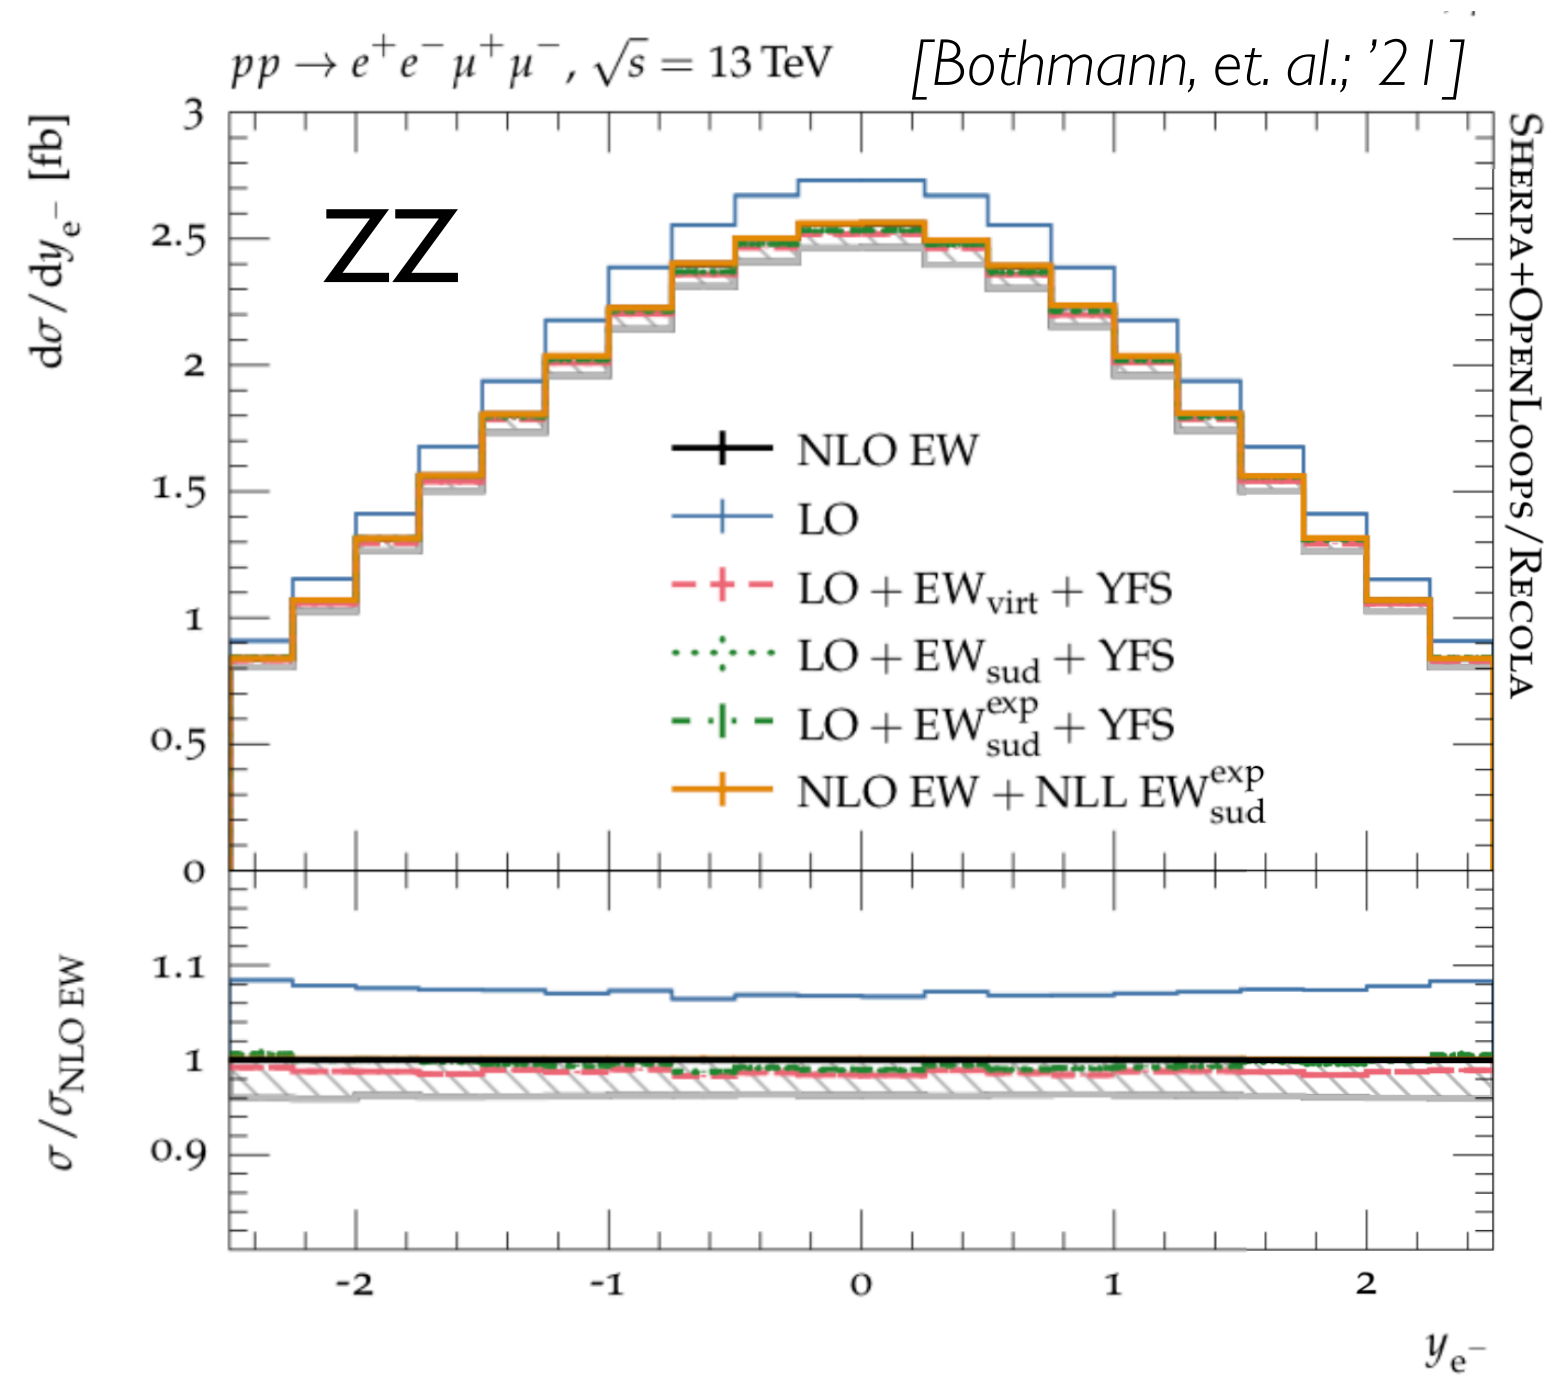 pp → e⁺e⁻μ⁺μ⁻, √s = 13 TeV
[Bothmann, et. al.; ’21]
dσ/dy_e⁻ [fb]
3
2.5
2
1.5
1
0.5
0
ZZ
NLO EW
LO
LO + EW_virt + YFS
LO + EW_sud + YFS
LO + EW_sud^exp + YFS
NLO EW + NLL EW_sud^exp
SHERPA+OPENLOOPS/RECOLA
σ/σ_NLO EW
1.1
1
0.9
-2 -1 0 1 2
y_e⁻